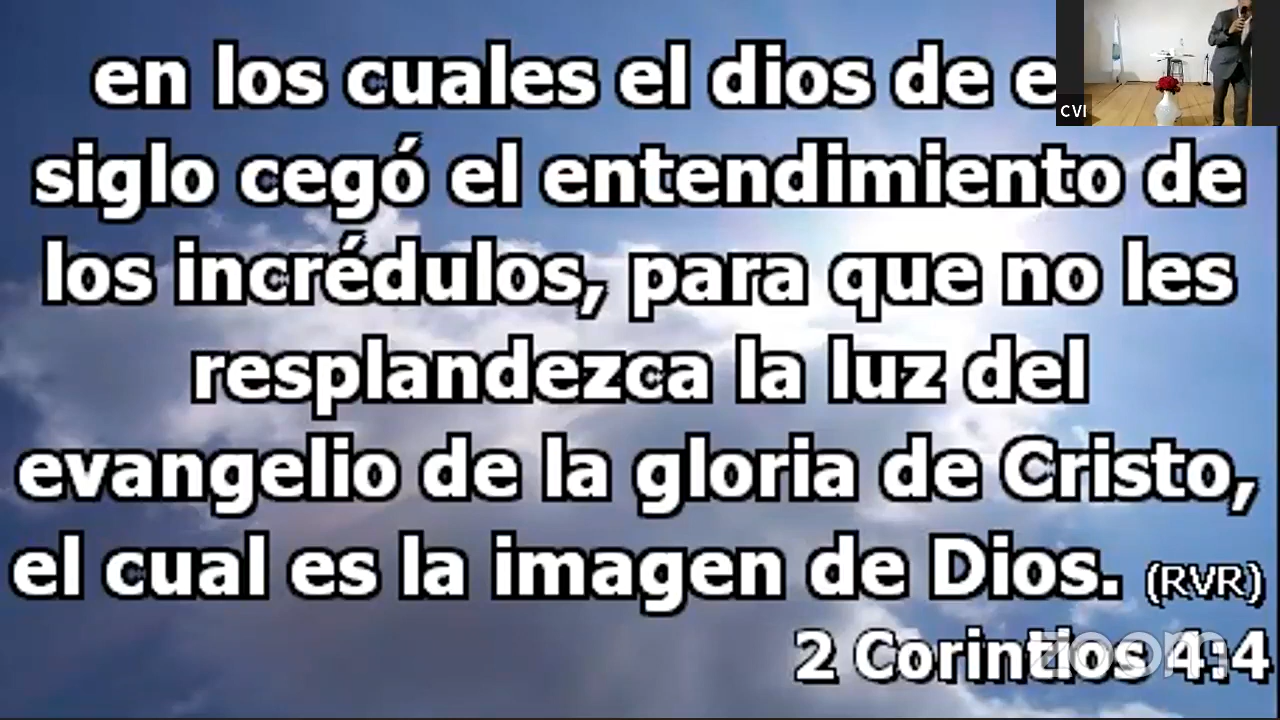 en los cuales el dios de e
siglo cegó el entendimiento de
los incrédulos, para que no les
resplandezca la luz del
evangelio de la gloria de Cristo,
el cual es la imagen de Dios. (RVR)
2 Corintios 4:4
zoom
CVI